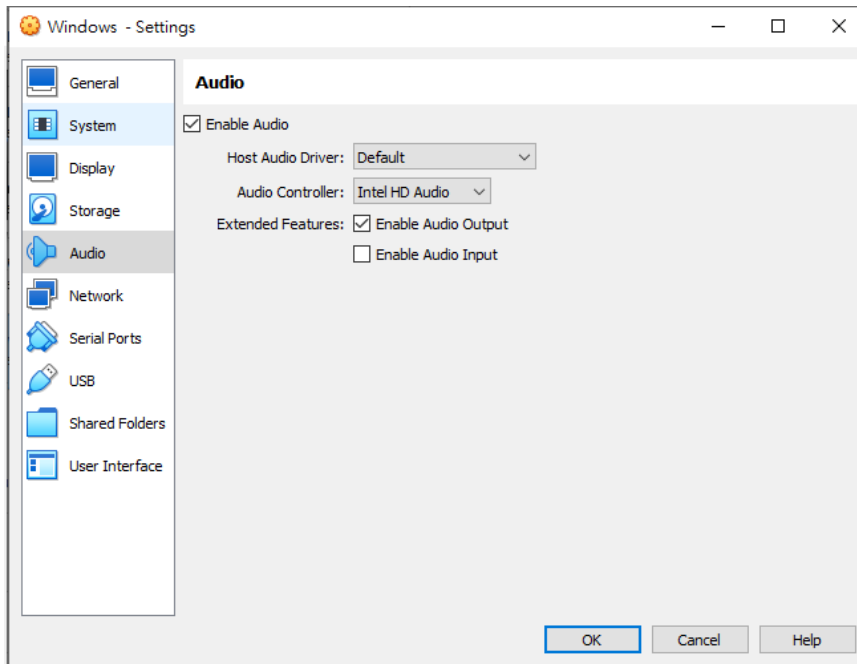 Windows - Settings
General
System
Display
Storage
Audio
Network
Serial Ports
USB
Shared Folders
User Interface
Audio
Enable Audio
Host Audio Driver: Default
Audio Controller: Intel HD Audio
Extended Features: Enable Audio Output
Enable Audio Input
OK Cancel Help